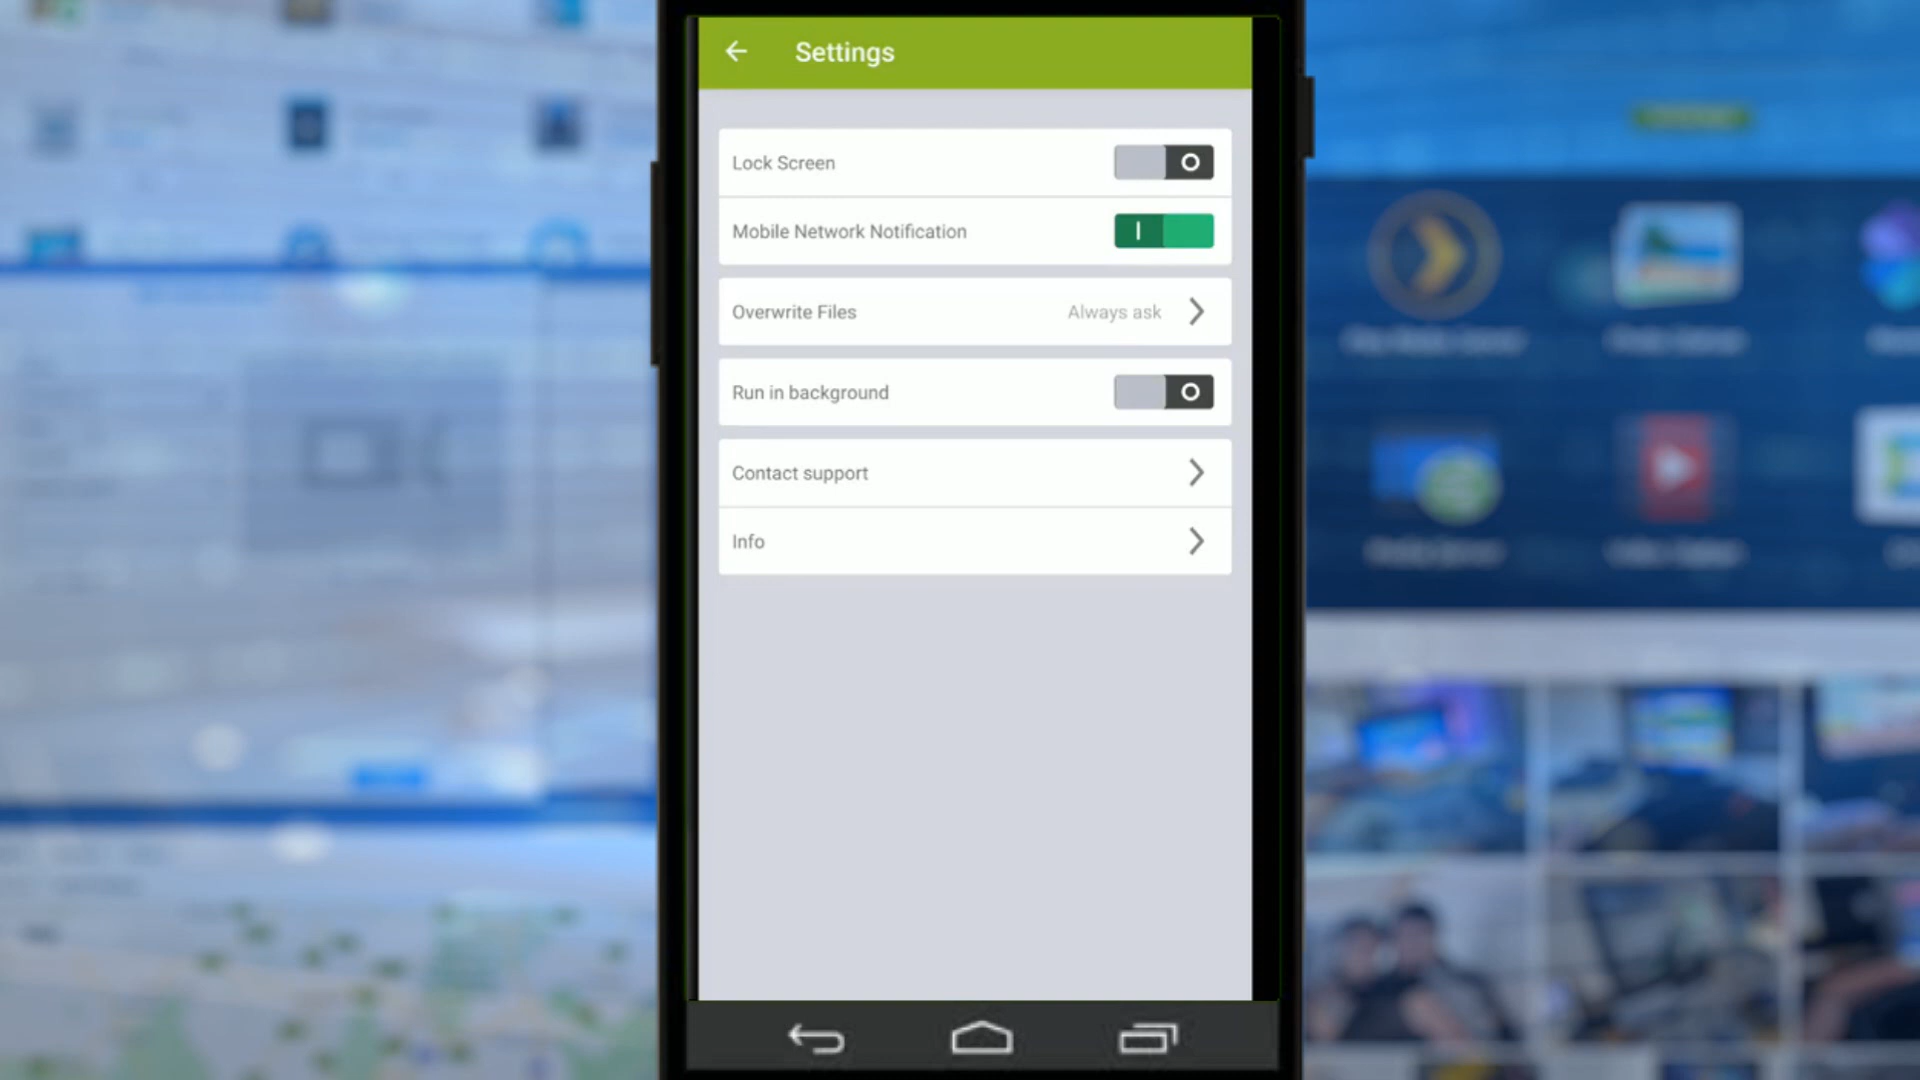 Settings
Lock Screen
Mobile Network Notification
Overwrite Files Always ask
Run in background
Contact support
Info